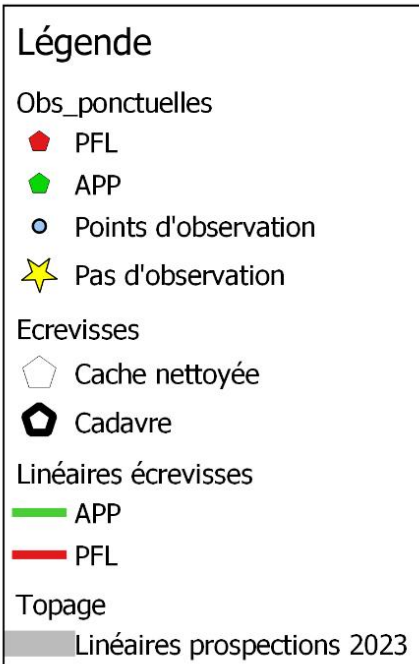 Légende
Obs_ponctuelles
PFL
APP
Points d'observation
Pas d'observation
Ecrevisses
Cache nettoyée
Cadavre
Linéaires écrevisses
APP
PFL
Topage
Linéaires prospections 2023